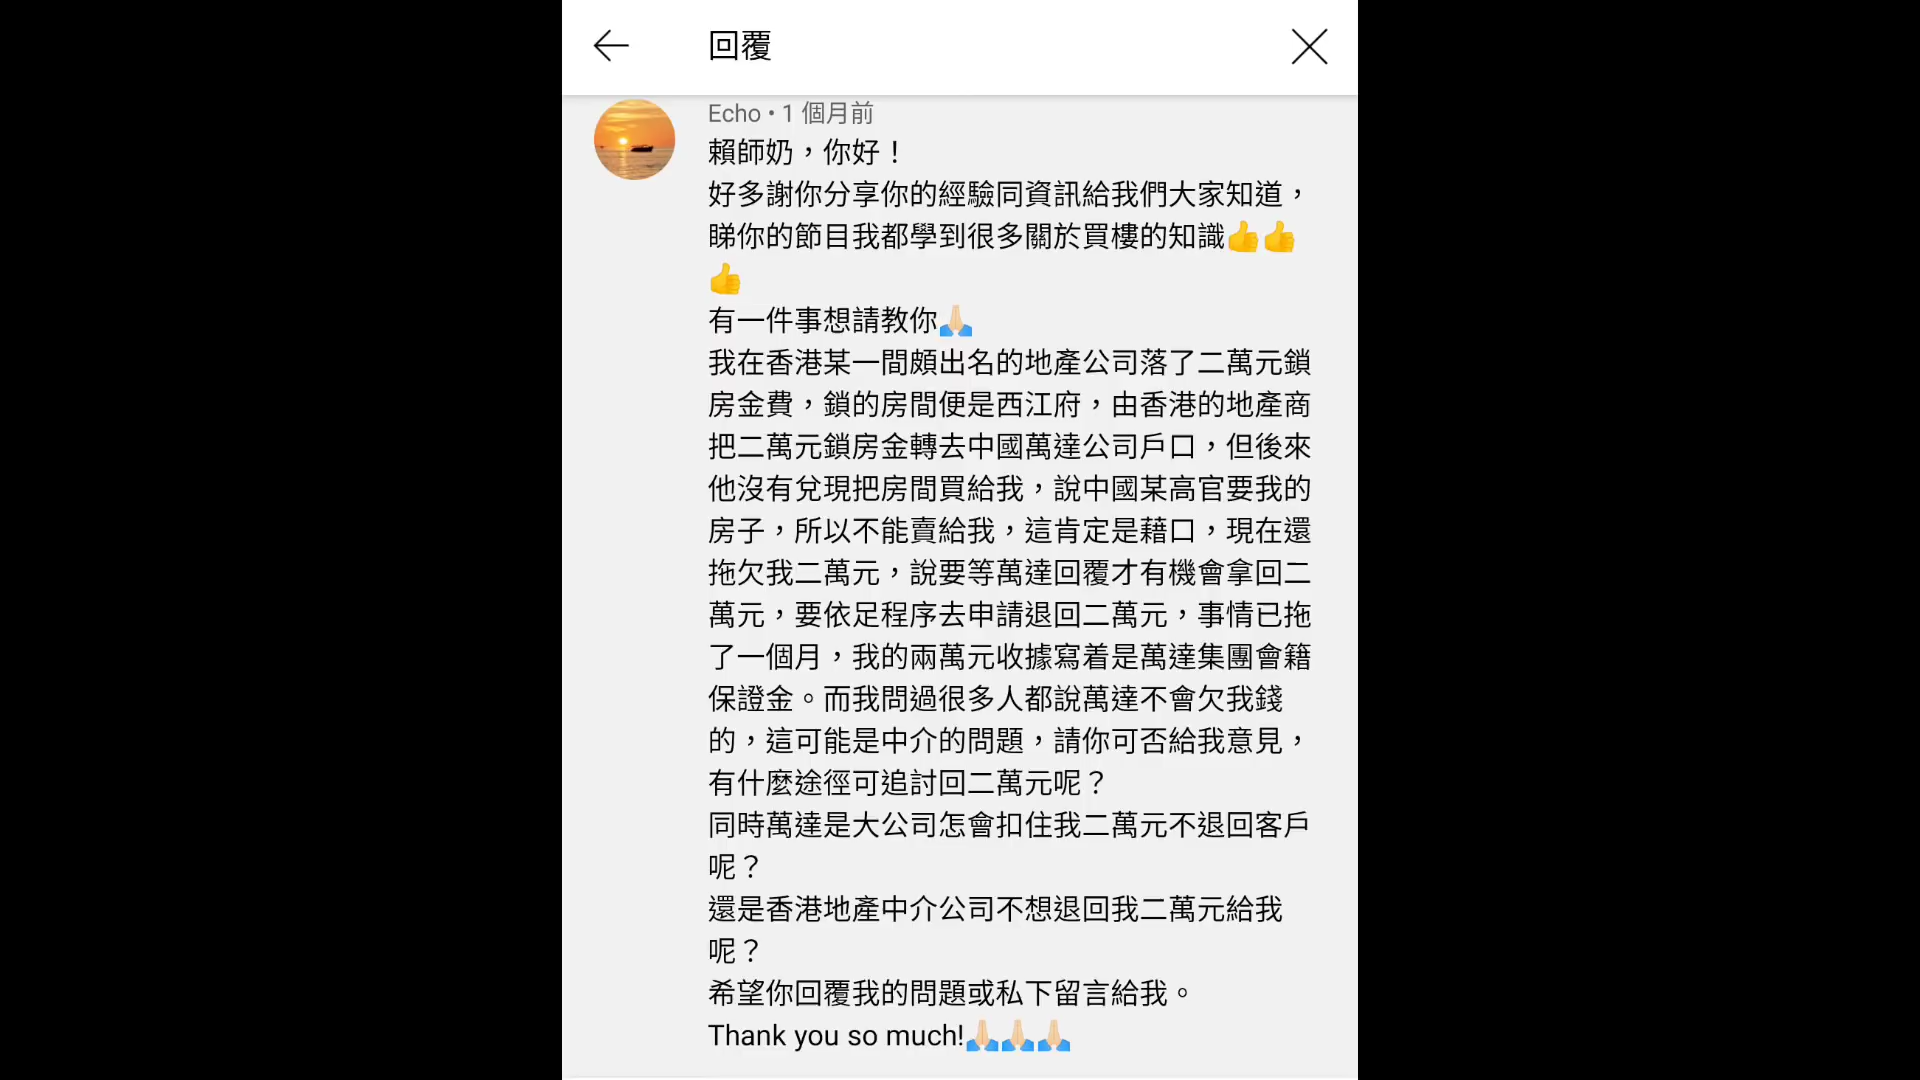 回覆
Echo • 1 個月前
賴師奶，你好！
好多謝你分享你的經驗同資訊給我們大家知道，
睇你的節目我都學到很多關於買樓的知識👍👍
👍
有一件事想請教你🙏🏻
我在香港某一間頗出名的地產公司落了二萬元鎖
房金費，鎖的房間便是西江府，由香港的地產商
把二萬元鎖房金轉去中國萬達公司戶口，但後來
他沒有兌現把房間買給我，說中國某高官要我的
房子，所以不能賣給我，這肯定是藉口，現在還
拖欠我二萬元，說要等萬達回覆才有機會拿回二
萬元，要依足程序去申請退回二萬元，事情已拖
了一個月，我的兩萬元收據寫着是萬達集團會籍
保證金。而我問過很多人都說萬達不會欠我錢
的，這可能是中介的問題，請你可否給我意見，
有什麼途徑可追討回二萬元呢？
同時萬達是大公司怎會扣住我二萬元不退回客戶
呢？
還是香港地產中介公司不想退回我二萬元給我
呢？
希望你回覆我的問題或私下留言給我。
Thank you so much!🙏🏻🙏🏻🙏🏻